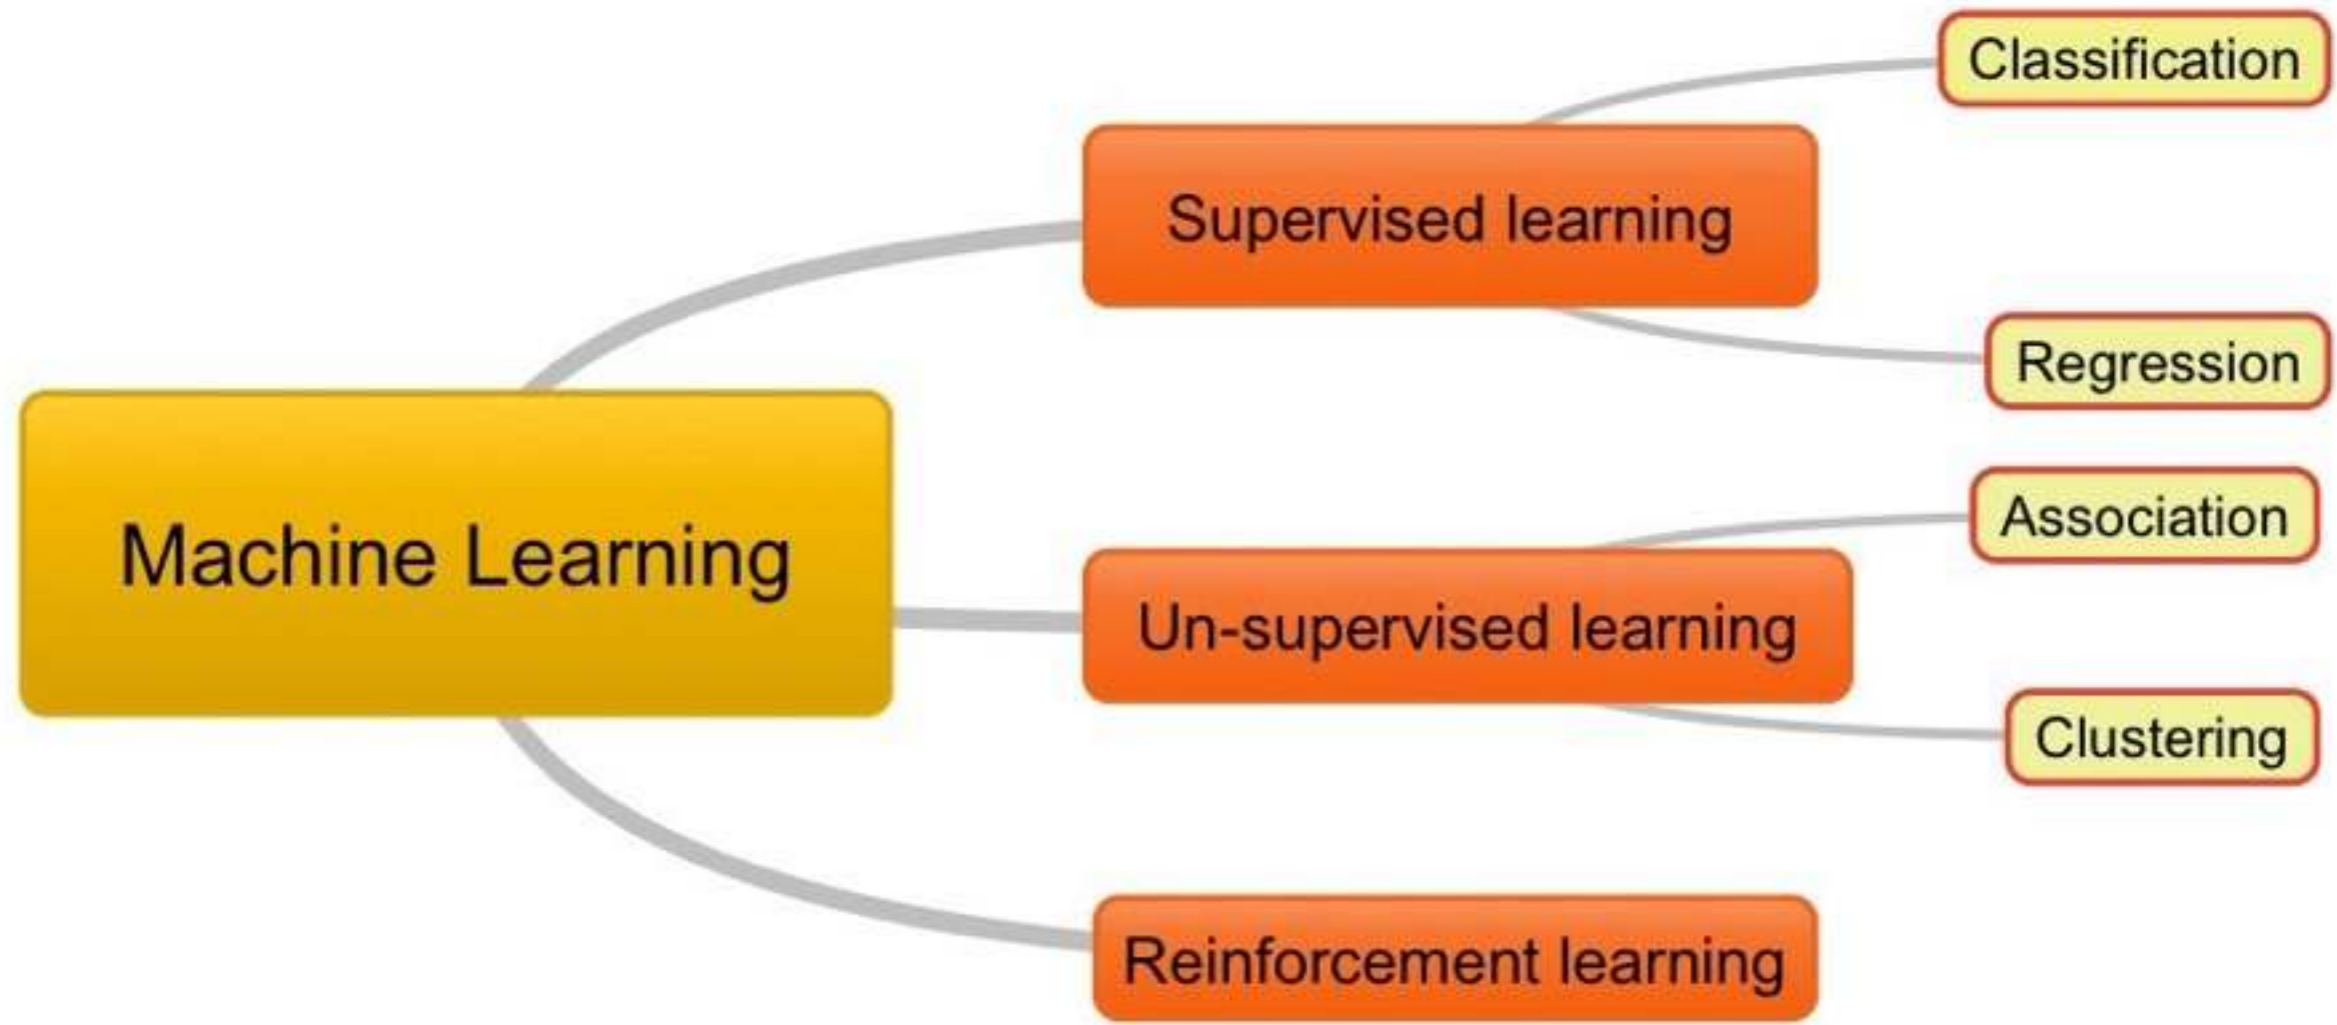 Classification
Supervised learning
Regression
Machine Learning
Association
Un-supervised learning
Clustering
Reinforcement learning